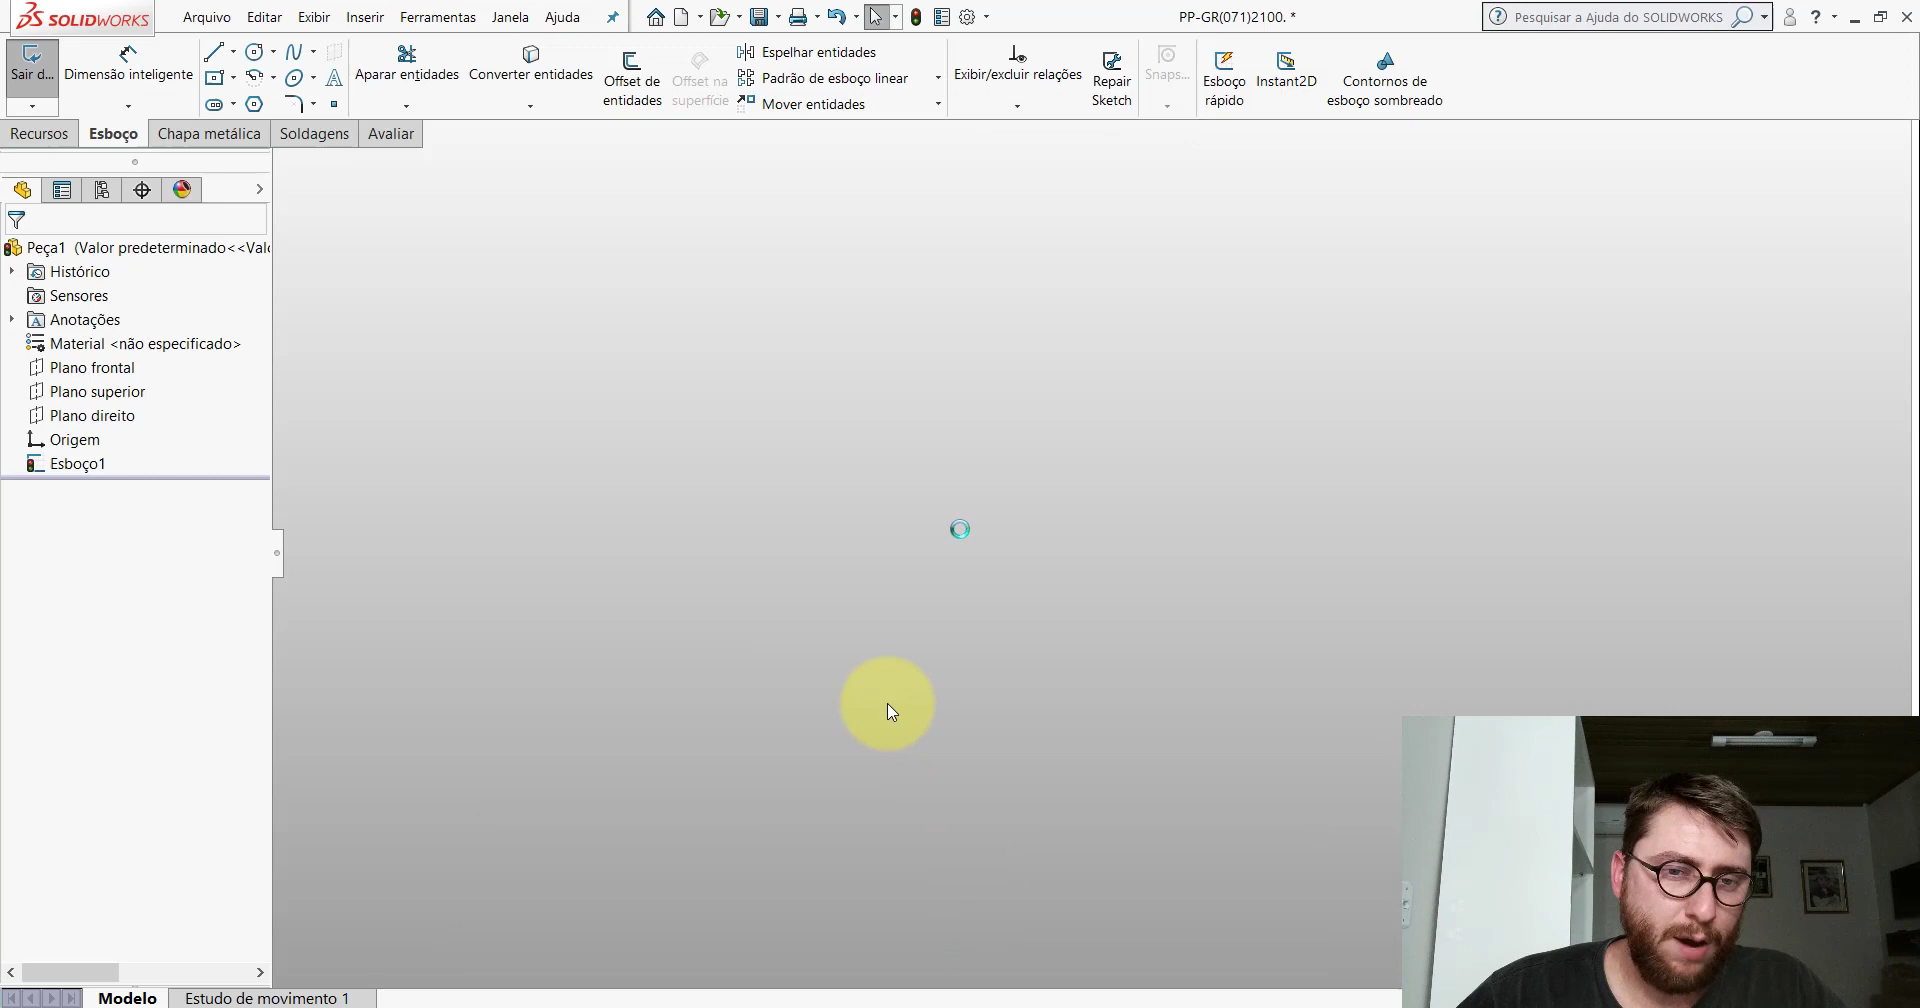 SOLIDWORKS
Arquivo Editar Exibir Inserir Ferramentas Janela Ajuda
PP-GR(071)2100. *
Pesquisar a Ajuda do SOLIDWORKS
Sair d...
Dimensão inteligente
Aparar entidades
Converter entidades
Offset de
entidades
Offset na
superfície
Espelhar entidades
Padrão de esboço linear
Mover entidades
Exibir/excluir relações
Repair
Sketch
Snaps...
Esboço
rápido
Instant2D
Contornos de
esboço sombreado
Recursos Esboço Chapa metálica Soldagens Avaliar
Peça1 (Valor predeterminado<<Valo
Histórico
Sensores
Anotações
Material <não especificado>
Plano frontal
Plano superior
Plano direito
Origem
Esboço1
Modelo Estudo de movimento 1